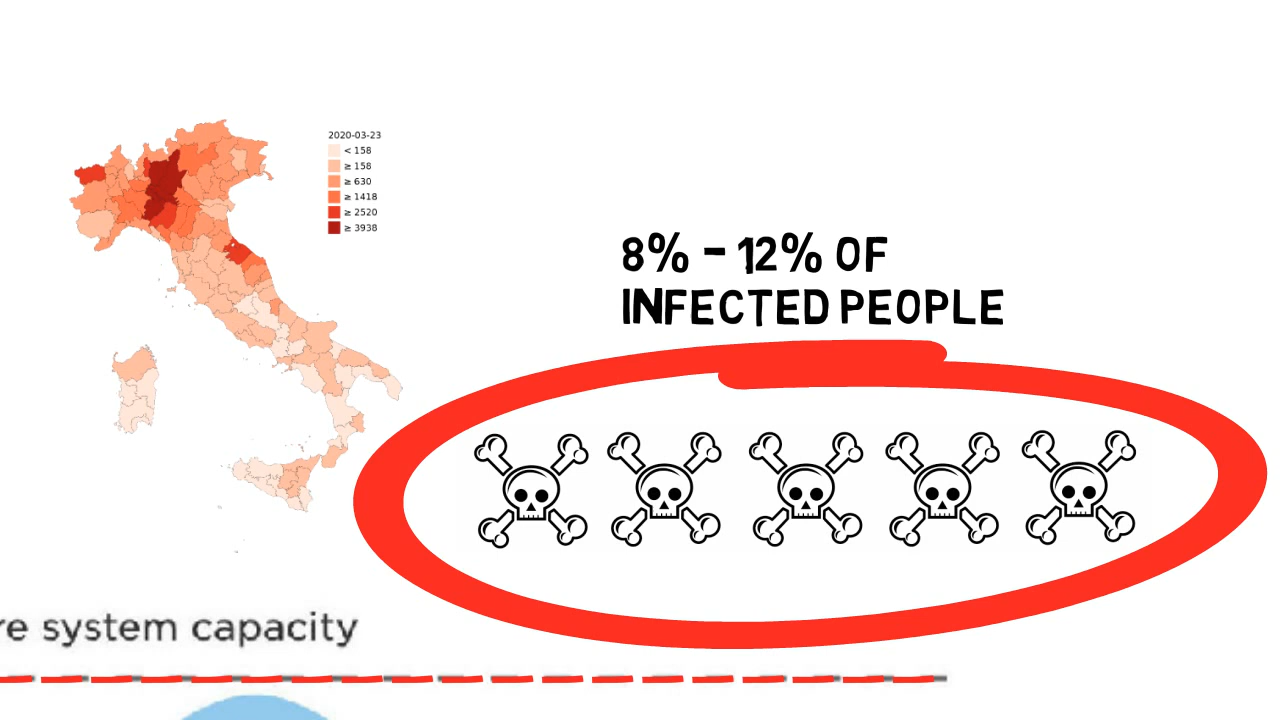 2020-03-23
< 158
≥ 158
≥ 630
≥ 1418
≥ 2520
≥ 3938
8% - 12% OF
INFECTED PEOPLE
re system capacity